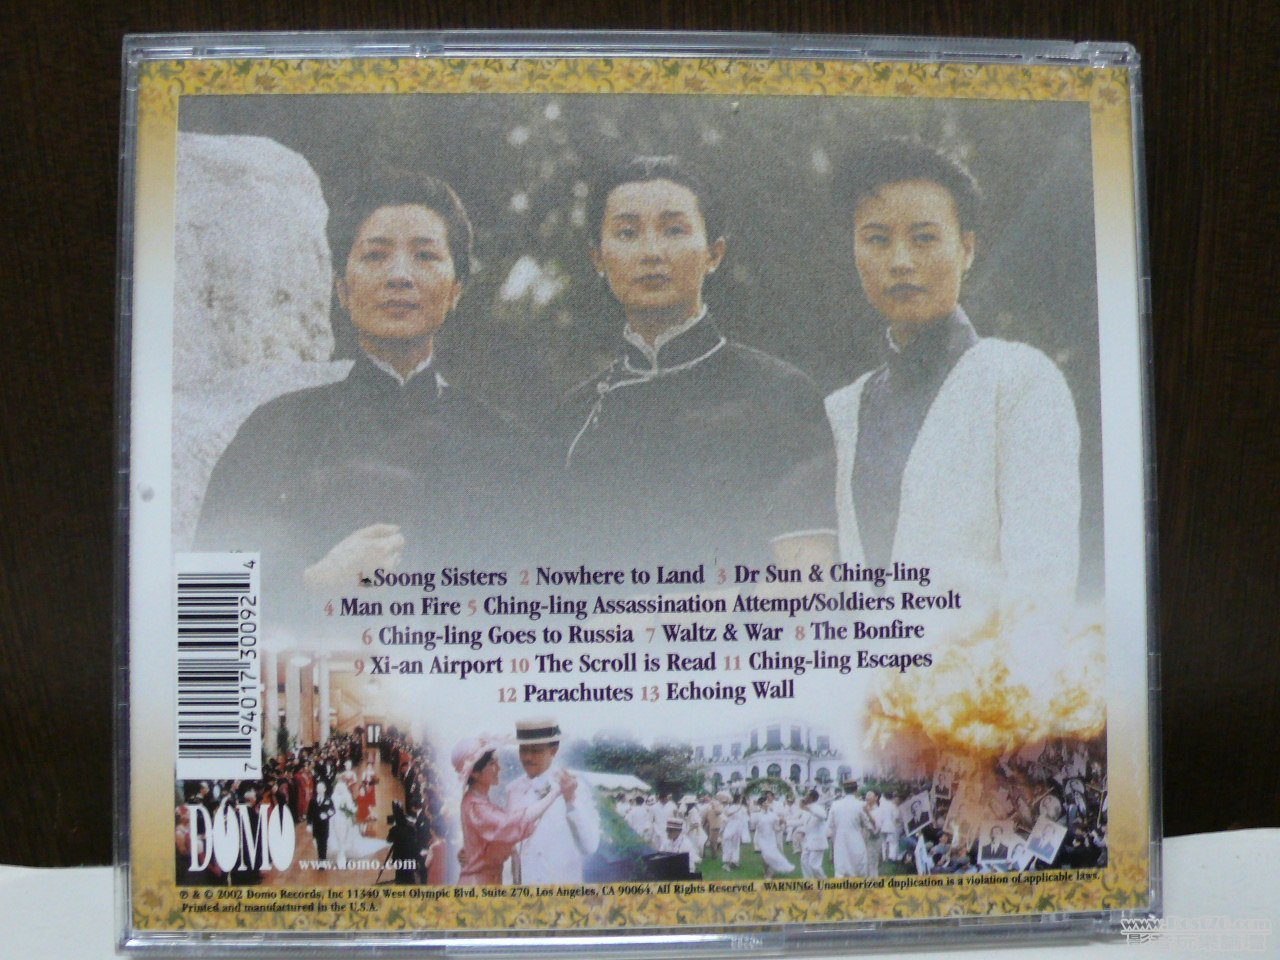 1 Soong Sisters 2 Nowhere to Land 3 Dr Sun & Ching-ling
4 Man on Fire 5 Ching-ling Assassination Attempt/Soldiers Revolt
6 Ching-ling Goes to Russia 7 Waltz & War 8 The Bonfire
9 Xi-an Airport 10 The Scroll is Read 11 Ching-ling Escapes
12 Parachutes 13 Echoing Wall
7 94017 30092 4
DOMO www.domo.com
℗ & © 2002 Domo Records, Inc 11340 West Olympic Blvd, Suite 270, Los Angeles, CA 90064. All Rights Reserved. WARNING: Unauthorized duplication is a violation of applicable laws.
Printed and manufactured in the U.S.A.